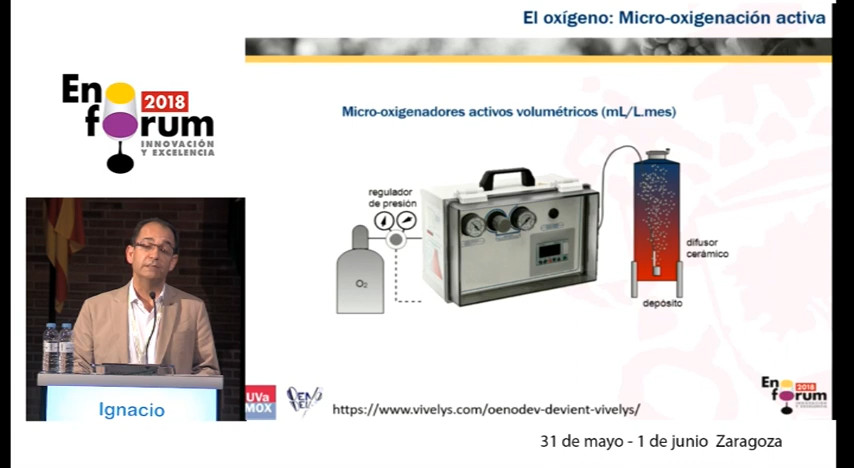 El oxígeno: Micro-oxigenación activa
En
2018
fOrum
INNOVACIÓN
Y EXCELENCIA
Micro-oxigenadores activos volumétricos (mL/L.mes)
regulador
de presión
O2
difusor
cerámico
depósito
Ignacio
UVa
MOX
https://www.vivelys.com/oenodev-devient-vivelys/
En
2018
fOrum
31 de mayo - 1 de junio Zaragoza